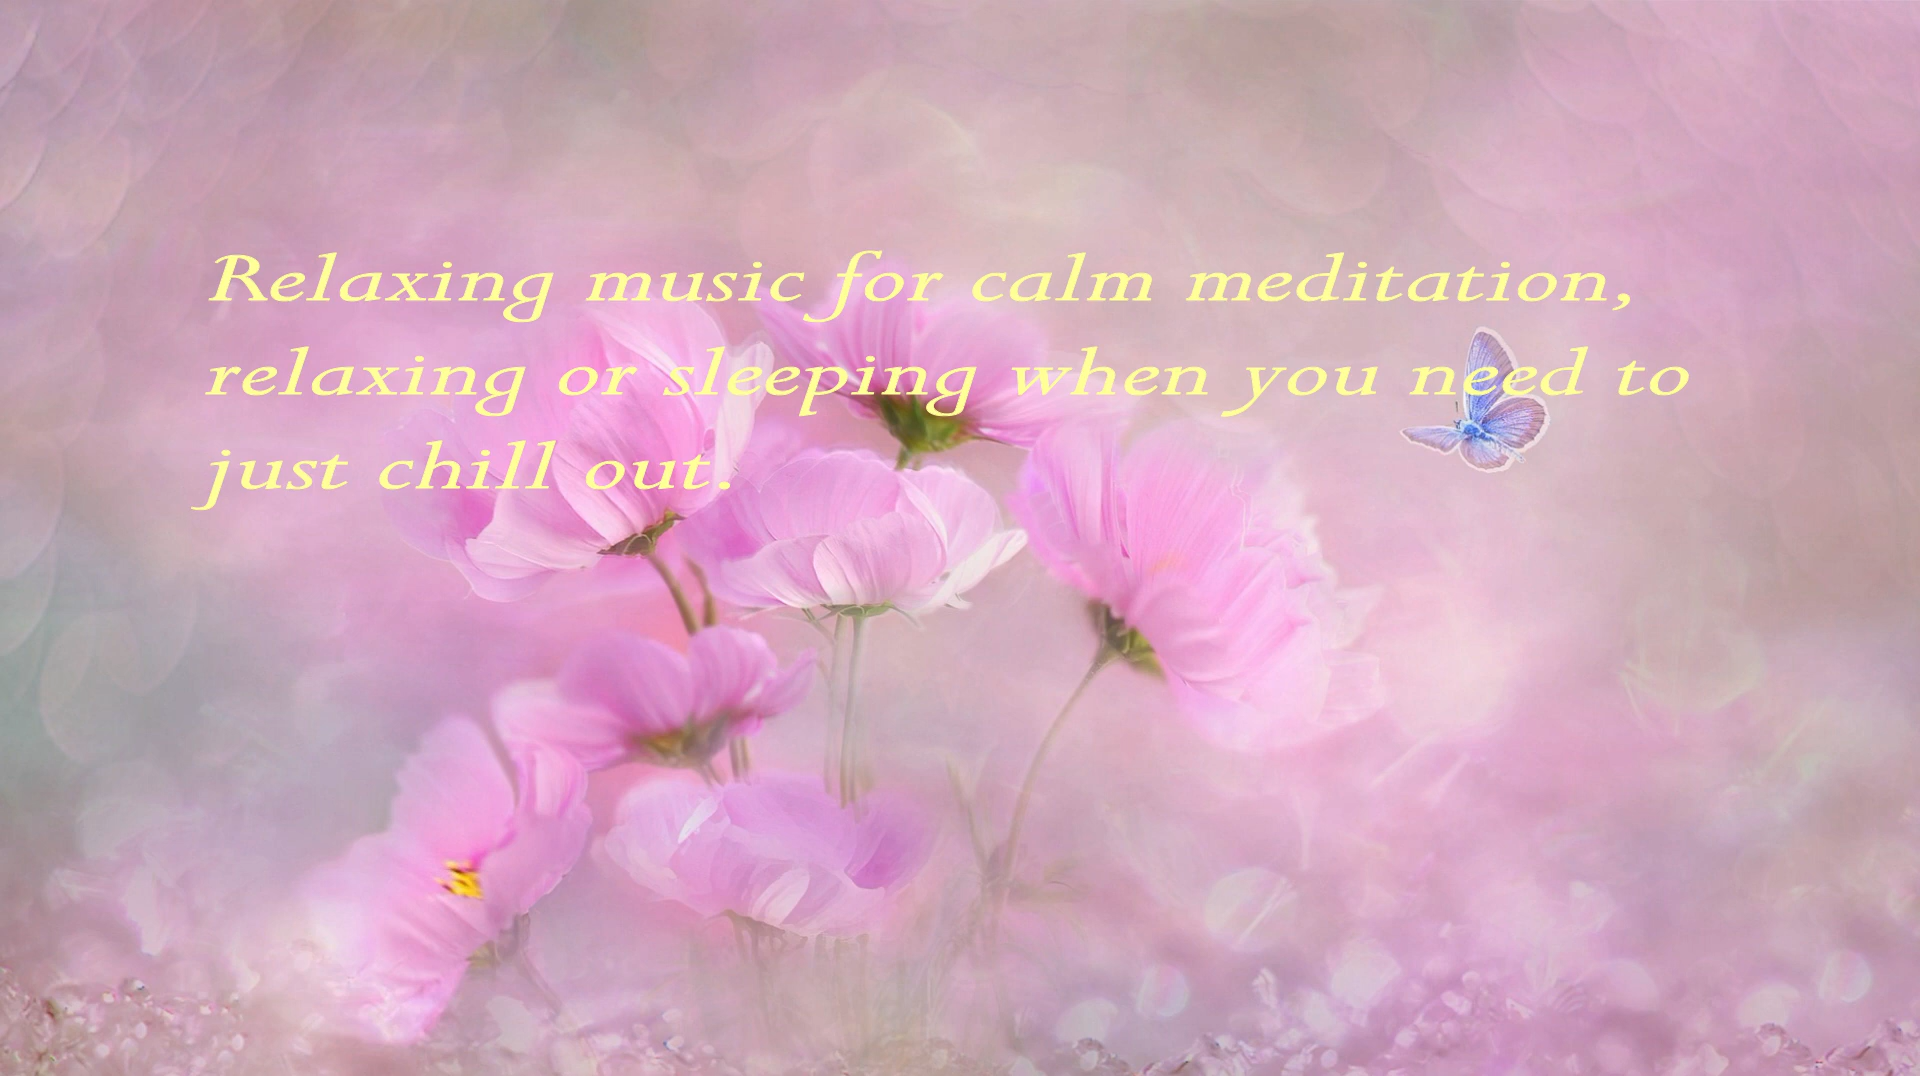 Relaxing music for calm meditation,
relaxing or sleeping when you need to
just chill out.